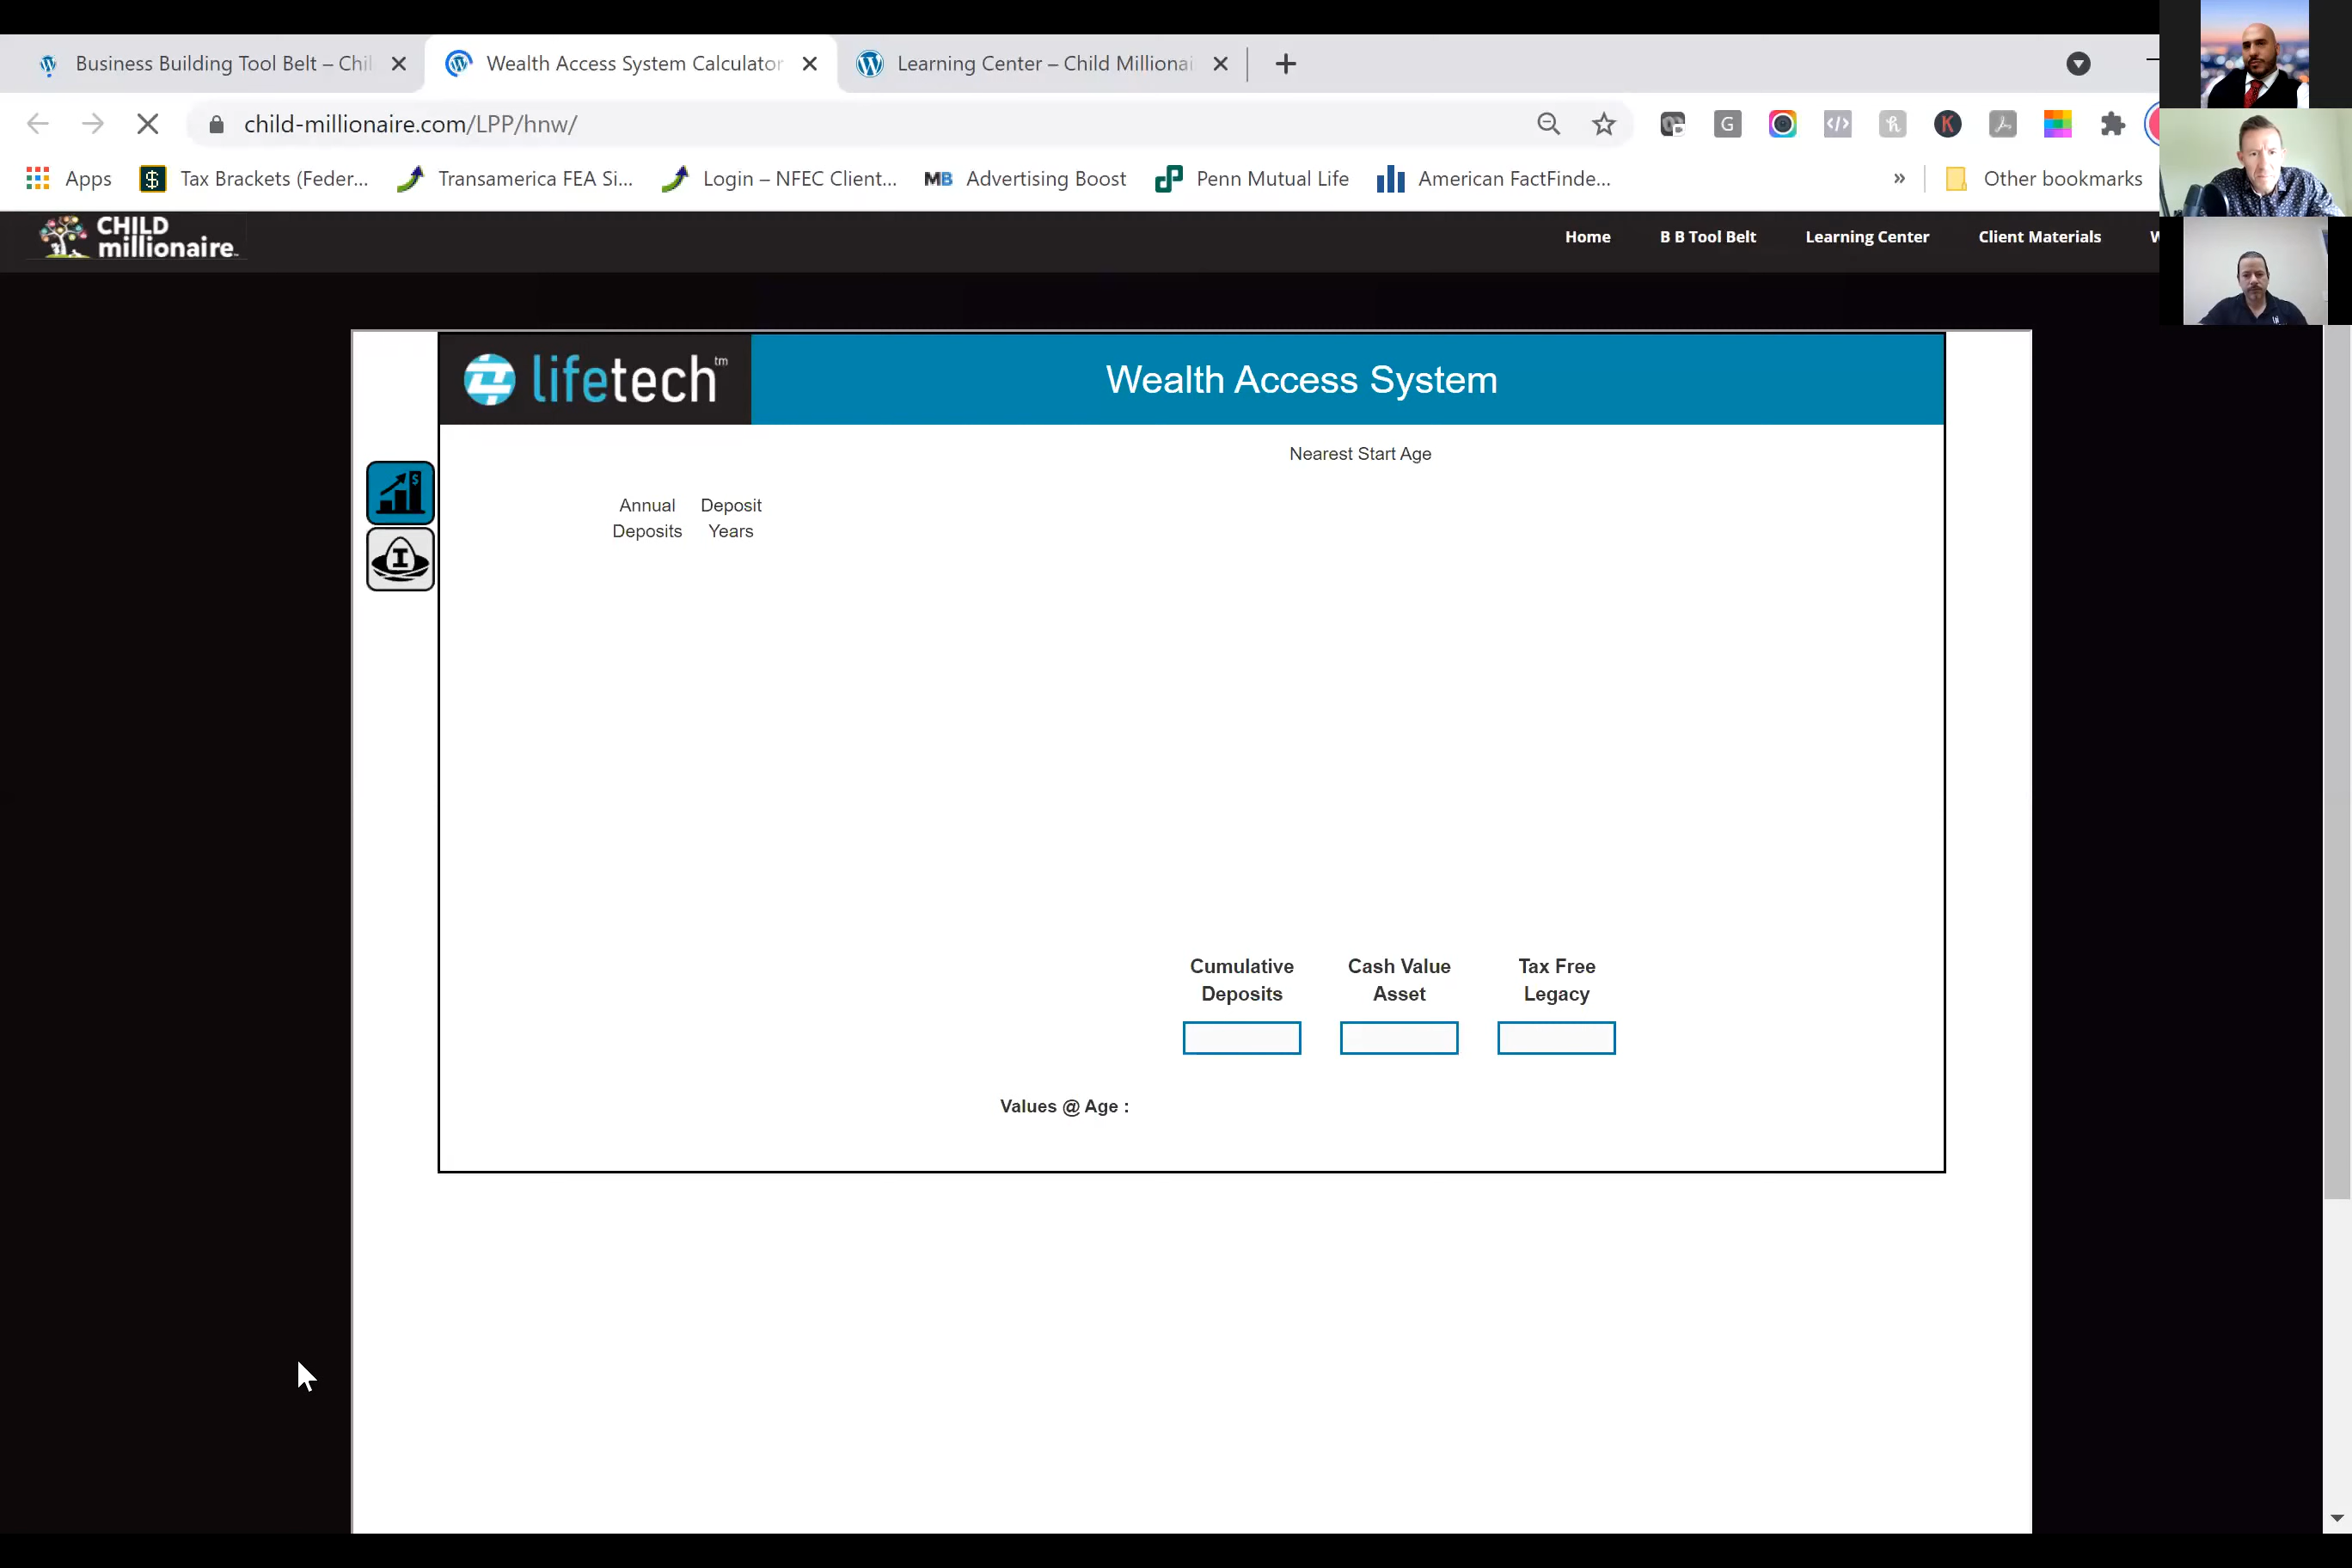 Business Building Tool Belt – Chil
Wealth Access System Calculator
Learning Center – Child Millionai
child-millionaire.com/LPP/hnw/
Apps
Tax Brackets (Feder...
Transamerica FEA Si...
Login – NFEC Client...
MB Advertising Boost
Penn Mutual Life
American FactFinde...
»
Other bookmarks
CHILD
millionaire
Home
B B Tool Belt
Learning Center
Client Materials
W
lifetech tm
Wealth Access System
Nearest Start Age
Annual
Deposits
Deposit
Years
Cumulative
Deposits
Cash Value
Asset
Tax Free
Legacy
Values @ Age :